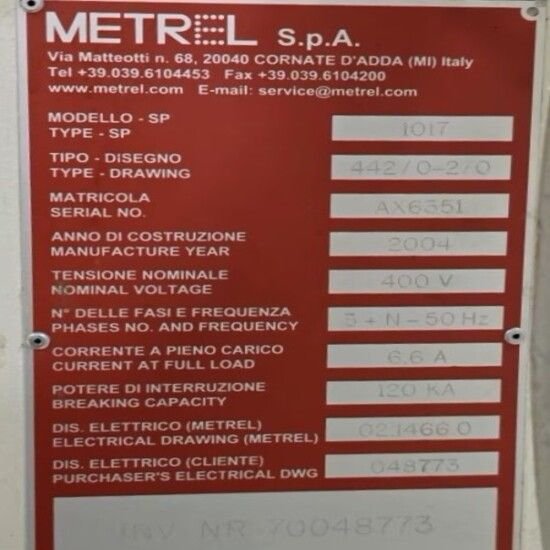 METREL S.p.A.
Via Matteotti n. 68, 20040 CORNATE D'ADDA (MI) Italy
Tel +39.039.6104453 Fax +39.039.6104200
www.metrel.com E-mail: service@metrel.com
MODELLO - SP
TYPE - SP 1017
TIPO - DISEGNO
TYPE - DRAWING 442/0-2/0
MATRICOLA
SERIAL NO. AX6351
ANNO DI COSTRUZIONE
MANUFACTURE YEAR 2004
TENSIONE NOMINALE
NOMINAL VOLTAGE 400 V
N° DELLE FASI E FREQUENZA
PHASES NO. AND FREQUENCY 3 + N - 50 Hz
CORRENTE A PIENO CARICO
CURRENT AT FULL LOAD 6.6 A
POTERE DI INTERRUZIONE
BREAKING CAPACITY 120 KA
DIS. ELETTRICO (METREL)
ELECTRICAL DRAWING (METREL) 02.1466.0
DIS. ELETTRICO (CLIENTE)
PURCHASER'S ELECTRICAL DWG 048773
INV NR 70048773